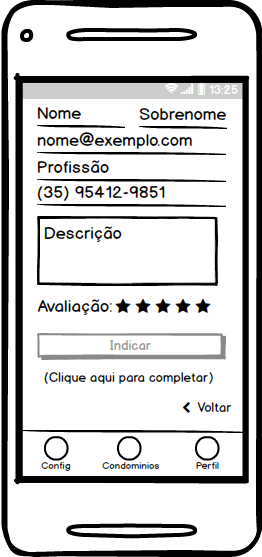 13:25
Nome Sobrenome
nome@exemplo.com
Profissão
(35) 95412-9851
Descrição
Avaliação:
Indicar
(Clique aqui para completar)
Voltar
Config Condominios Perfil